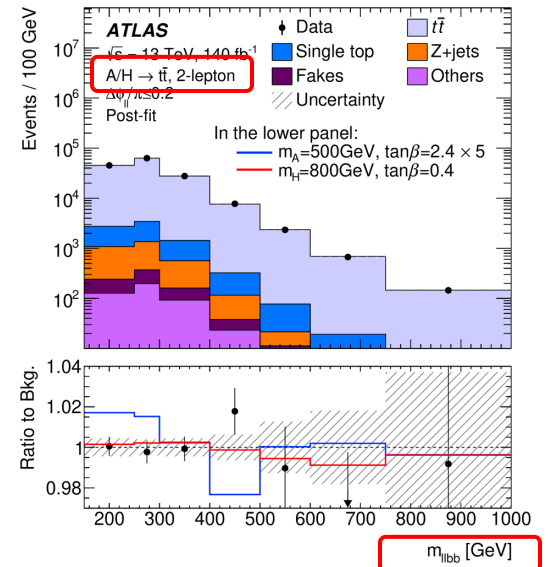 ATLAS
√s = 13 TeV, 140 fb⁻¹
A/H → tt̄, 2-lepton
Δϕ_ll/π≤0.2
Post-fit
Data
tt̄
Single top
Z+jets
Fakes
Others
Uncertainty
In the lower panel:
m_A=500GeV, tanβ=2.4 × 5
m_H=800GeV, tanβ=0.4
Events / 100 GeV
10⁷
10⁶
10⁵
10⁴
10³
10²
Ratio to Bkg.
1.04
1.02
1
0.98
200 300 400 500 600 700 800 900 1000
m_llbb [GeV]